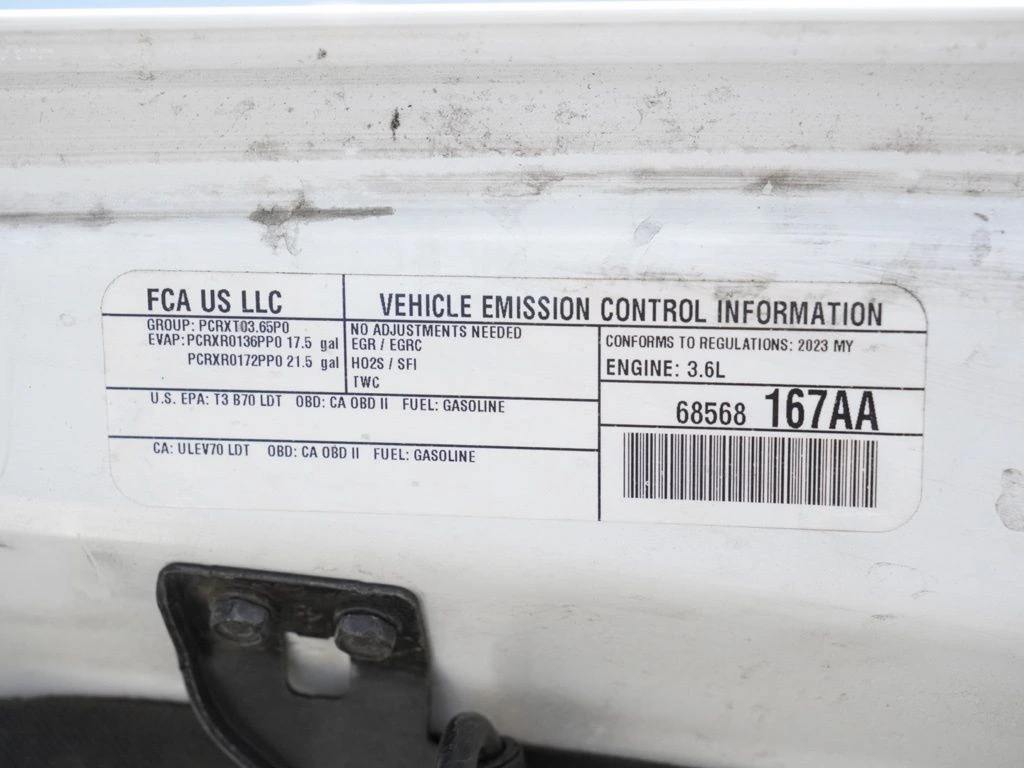 FCA US LLC
VEHICLE EMISSION CONTROL INFORMATION
GROUP: PCRXT03.65P0
EVAP: PCRXR0136PP0 17.5 gal
PCRXR0172PP0 21.5 gal
NO ADJUSTMENTS NEEDED
EGR / EGRC
HO2S / SFI
TWC
CONFORMS TO REGULATIONS: 2023 MY
ENGINE: 3.6L
U.S. EPA: T3 B70 LDT OBD: CA OBD II FUEL: GASOLINE
68568 167AA
CA: ULEV70 LDT OBD: CA OBD II FUEL: GASOLINE